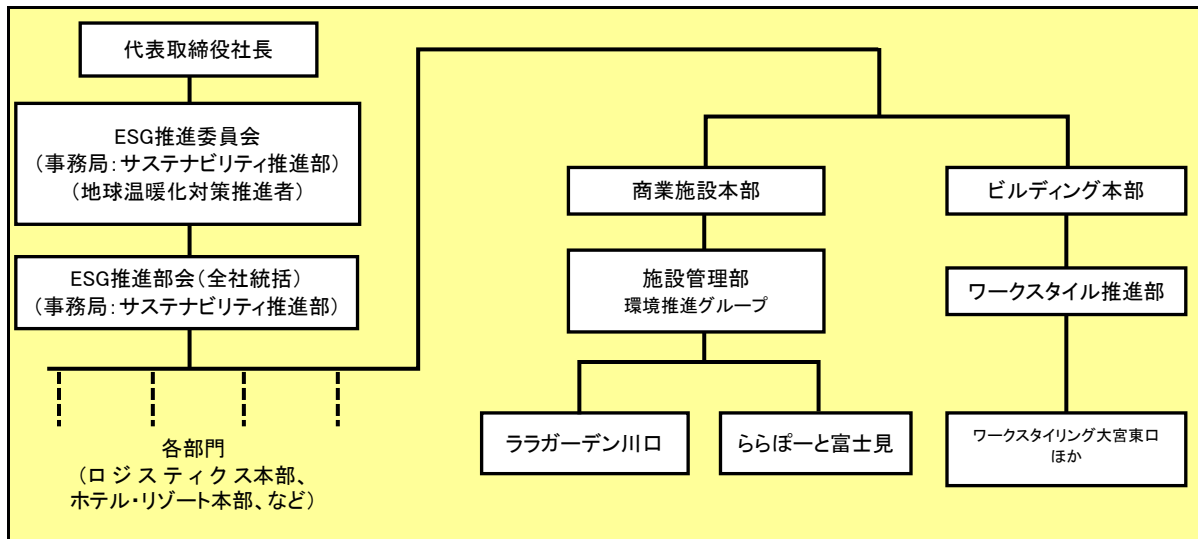 代表取締役社長
ESG推進委員会
（事務局：サステナビリティ推進部）
（地球温暖化対策推進者）
ESG推進部会（全社統括）
（事務局：サステナビリティ推進部）
各部門
（ロジスティクス本部、
ホテル・リゾート本部、など）
商業施設本部
施設管理部
環境推進グループ
ララガーデン川口
ららぽーと富士見
ビルディング本部
ワークスタイル推進部
ワークスタイリング大宮東口
ほか